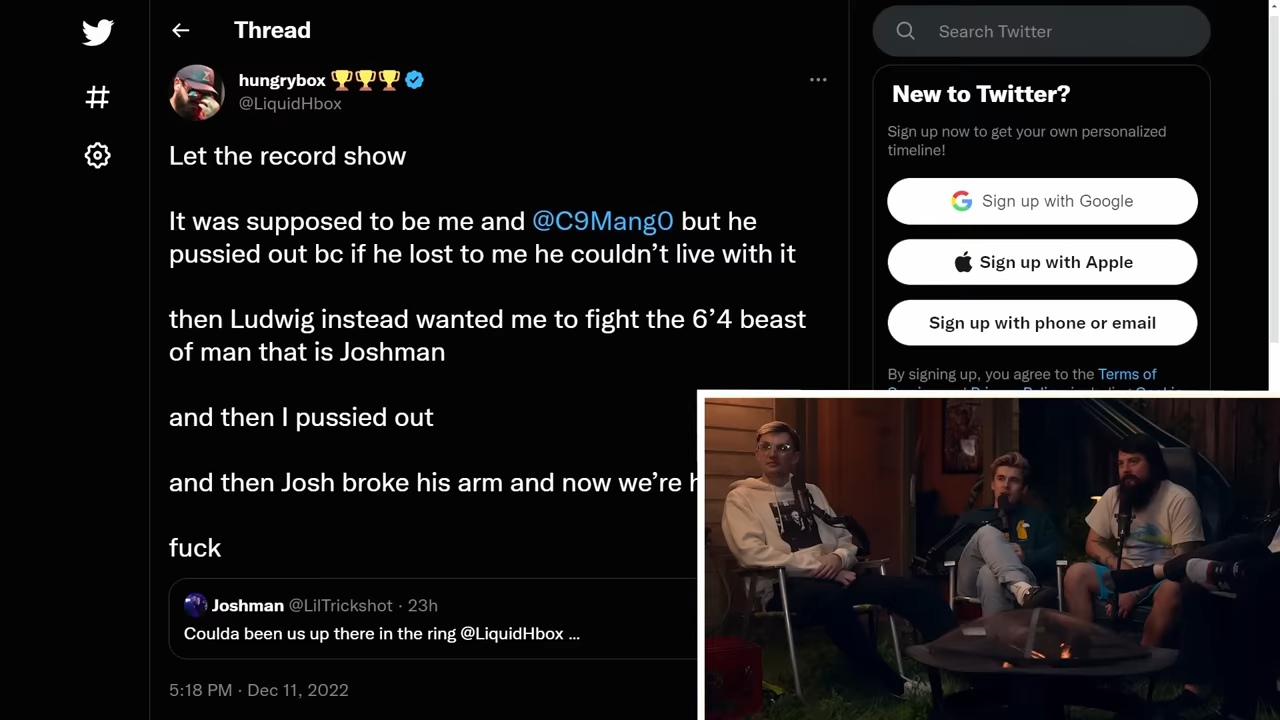 Thread
Search Twitter
hungrybox 🏆🏆🏆
@LiquidHbox
Let the record show
It was supposed to be me and @C9Mang0 but he
pussied out bc if he lost to me he couldn't live with it
then Ludwig instead wanted me to fight the 6'4 beast
of man that is Joshman
and then I pussied out
and then Josh broke his arm and now we're
fuck
Joshman @LilTrickshot · 23h
Coulda been us up there in the ring @LiquidHbox ...
5:18 PM · Dec 11, 2022
New to Twitter?
Sign up now to get your own personalized
timeline!
Sign up with Google
Sign up with Apple
Sign up with phone or email
By signing up, you agree to the Terms of